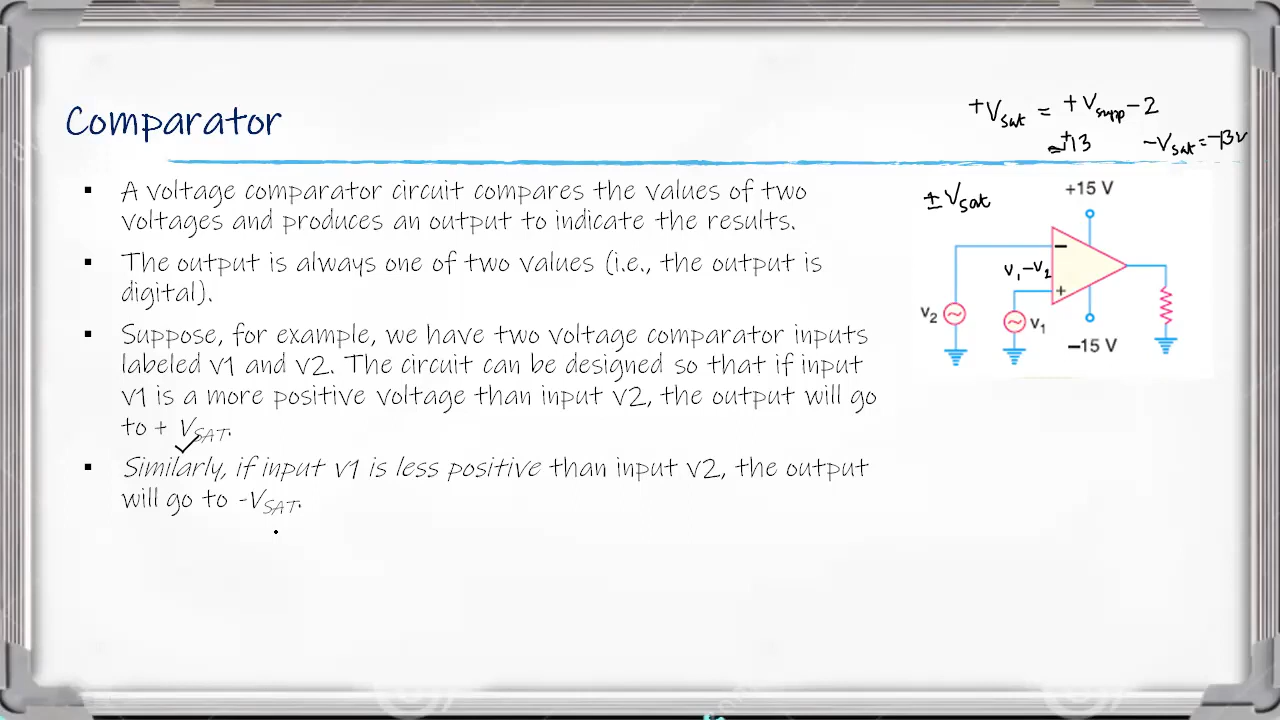 Comparator
+Vsat = +Vsupp-2
=+13 -Vsat=-13V
▪ A voltage comparator circuit compares the values of two
voltages and produces an output to indicate the results.
▪ The output is always one of two values (i.e., the output is
digital).
▪ Suppose, for example, we have two voltage comparator inputs
labeled v1 and v2. The circuit can be designed so that if input
v1 is a more positive voltage than input v2, the output will go
to + VSAT.
▪ Similarly, if input v1 is less positive than input v2, the output
will go to -VSAT.
±Vsat
+15 V
−
v1-v2
+
v2
v1
−15 V